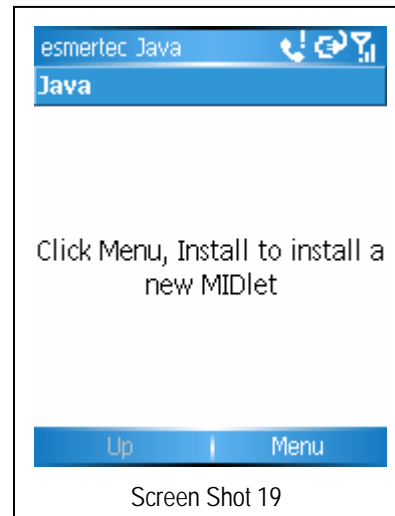 esmertec Java
Java
Click Menu, Install to install a
new MIDlet
Up Menu
Screen Shot 19